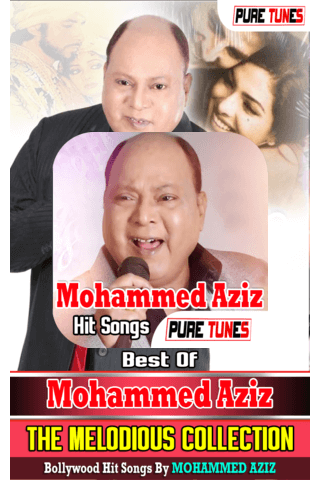 PURE TUNES
Mohammed Aziz
Hit Songs PURE TUNES
Best Of
Mohammed Aziz
THE MELODIOUS COLLECTION
Bollywood Hit Songs By MOHAMMED AZIZ